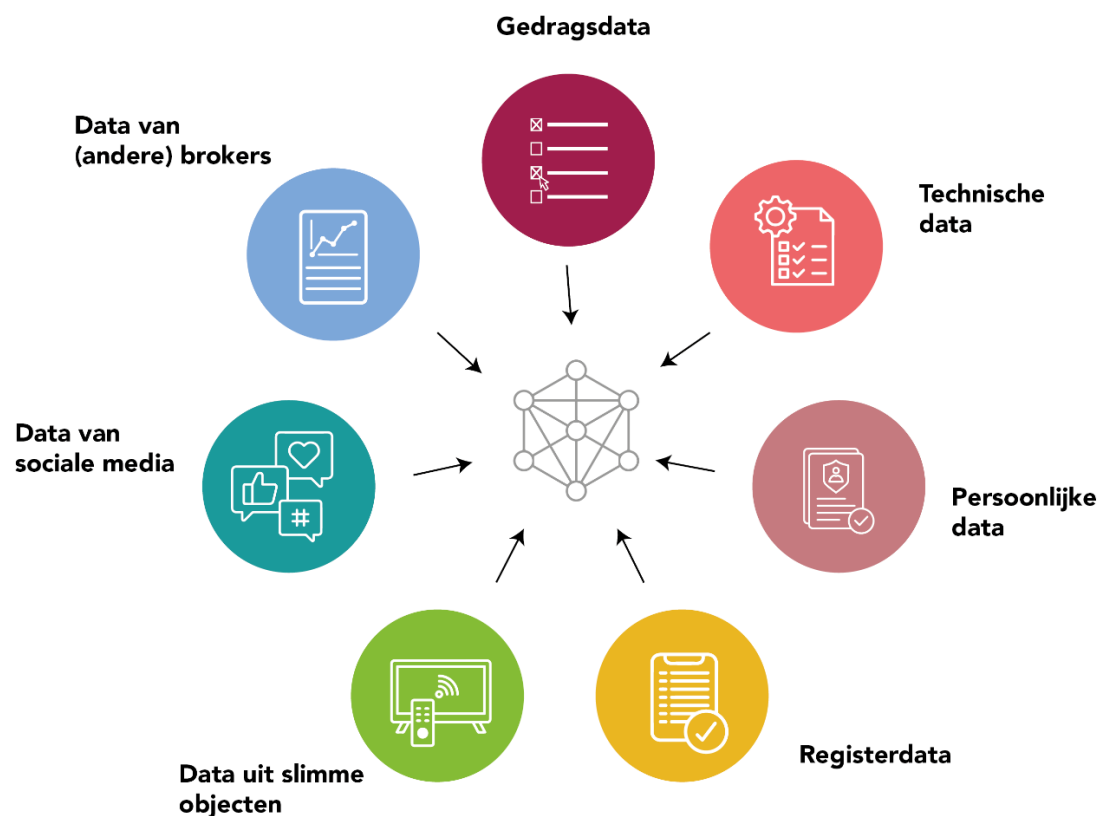 Gedragsdata
Data van
(andere) brokers
Technische
data
Data van
sociale media
#
Persoonlijke
data
Registerdata
Data uit slimme
objecten